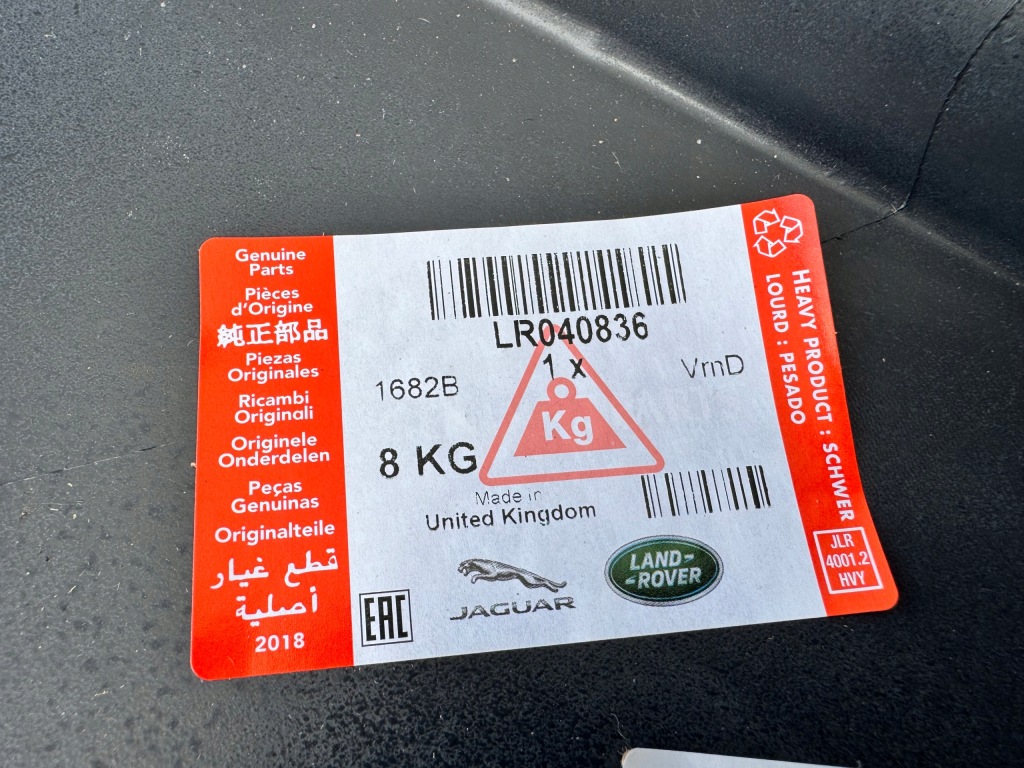 Genuine
Parts
Pièces
d'Origine
純正部品
Piezas
Originales
Ricambi
Originali
Originele
Onderdelen
Peças
Genuinas
Originalteile
قطع غيار
أصلية
2018
LR040836
1 x
1682B
VrnD
Kg
8 KG
Made in
United Kingdom
EAC
JAGUAR
LAND-
-ROVER
HEAVY PRODUCT : SCHWER
LOURD : PESADO
JLR
4001.2
HVY